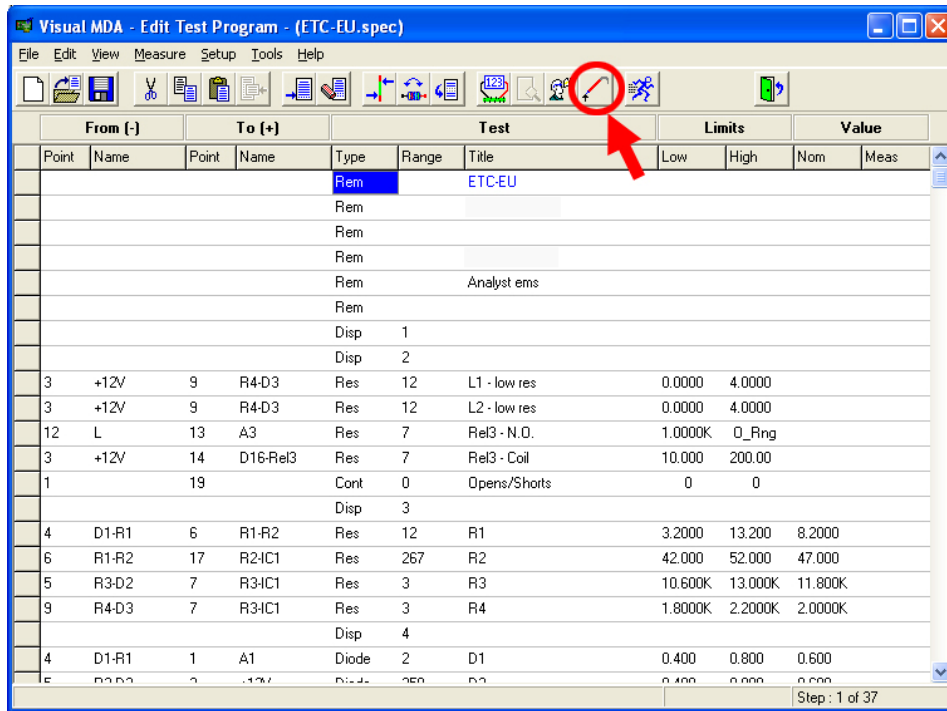 Visual MDA - Edit Test Program - (ETC-EU.spec)
File Edit View Measure Setup Tools Help
123
From (-) To (+) Test Limits Value
Point Name Point Name Type Range Title Low High Nom Meas
Rem ETC-EU
Rem
Rem
Rem
Rem Analyst ems
Rem
Disp 1
Disp 2
3 +12V 9 R4-D3 Res 12 L1 - low res 0.0000 4.0000
3 +12V 9 R4-D3 Res 12 L2 - low res 0.0000 4.0000
12 L 13 A3 Res 7 Rel3 - N.O. 1.0000K O_Rng
3 +12V 14 D16-Rel3 Res 7 Rel3 - Coil 10.000 200.00
1 19 Cont 0 Opens/Shorts 0 0
Disp 3
4 D1-R1 6 R1-R2 Res 12 R1 3.2000 13.200 8.2000
6 R1-R2 17 R2-IC1 Res 267 R2 42.000 52.000 47.000
5 R3-D2 7 R3-IC1 Res 3 R3 10.600K 13.000K 11.800K
9 R4-D3 7 R3-IC1 Res 3 R4 1.8000K 2.2000K 2.0000K
Disp 4
4 D1-R1 1 A1 Diode 2 D1 0.400 0.800 0.600
Step : 1 of 37